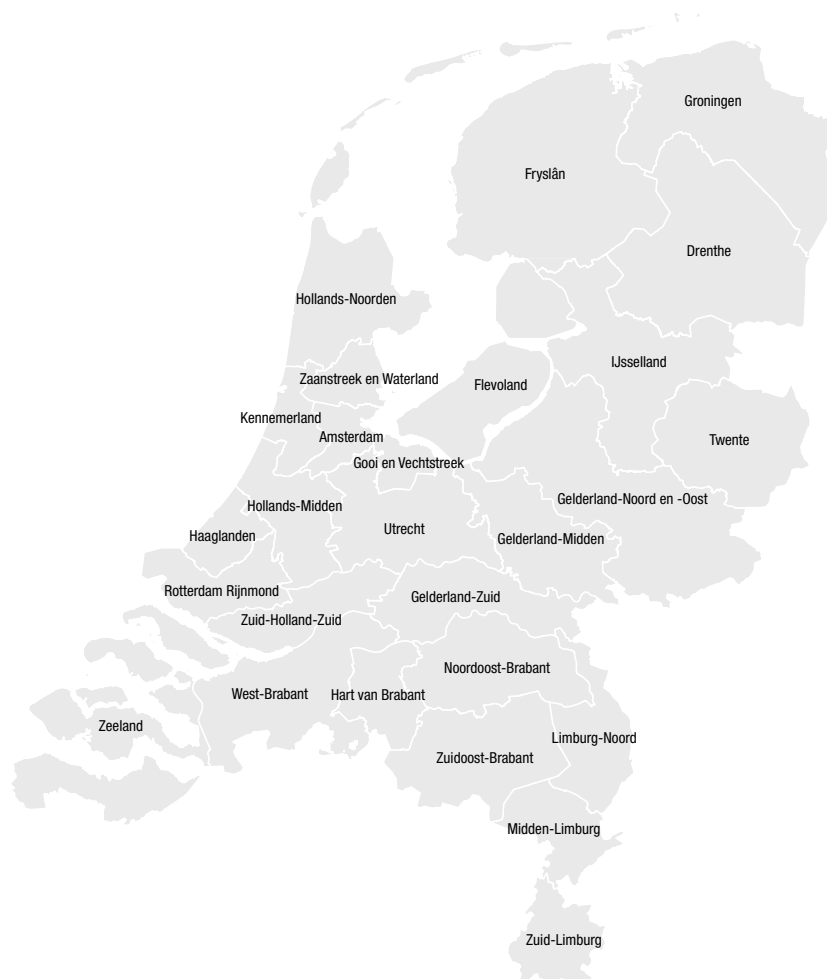 Groningen
Fryslân
Drenthe
Hollands-Noorden
IJsselland
Zaanstreek en Waterland
Flevoland
Kennemerland
Amsterdam
Twente
Gooi en Vechtstreek
Gelderland-Noord en -Oost
Hollands-Midden
Utrecht
Haaglanden
Gelderland-Midden
Rotterdam Rijnmond
Gelderland-Zuid
Zuid-Holland-Zuid
Noordoost-Brabant
West-Brabant
Hart van Brabant
Zeeland
Limburg-Noord
Zuidoost-Brabant
Midden-Limburg
Zuid-Limburg